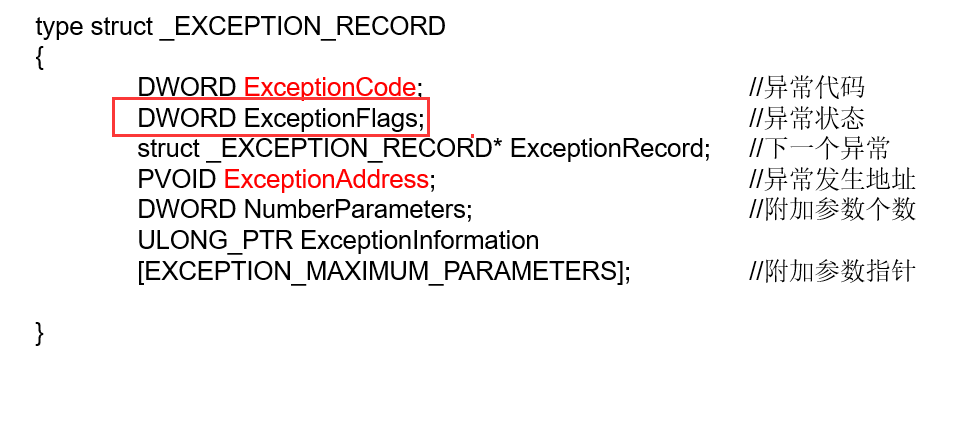 type struct _EXCEPTION_RECORD
{
DWORD ExceptionCode; //异常代码
DWORD ExceptionFlags; //异常状态
struct _EXCEPTION_RECORD* ExceptionRecord; //下一个异常
PVOID ExceptionAddress; //异常发生地址
DWORD NumberParameters; //附加参数个数
ULONG_PTR ExceptionInformation
[EXCEPTION_MAXIMUM_PARAMETERS]; //附加参数指针
}